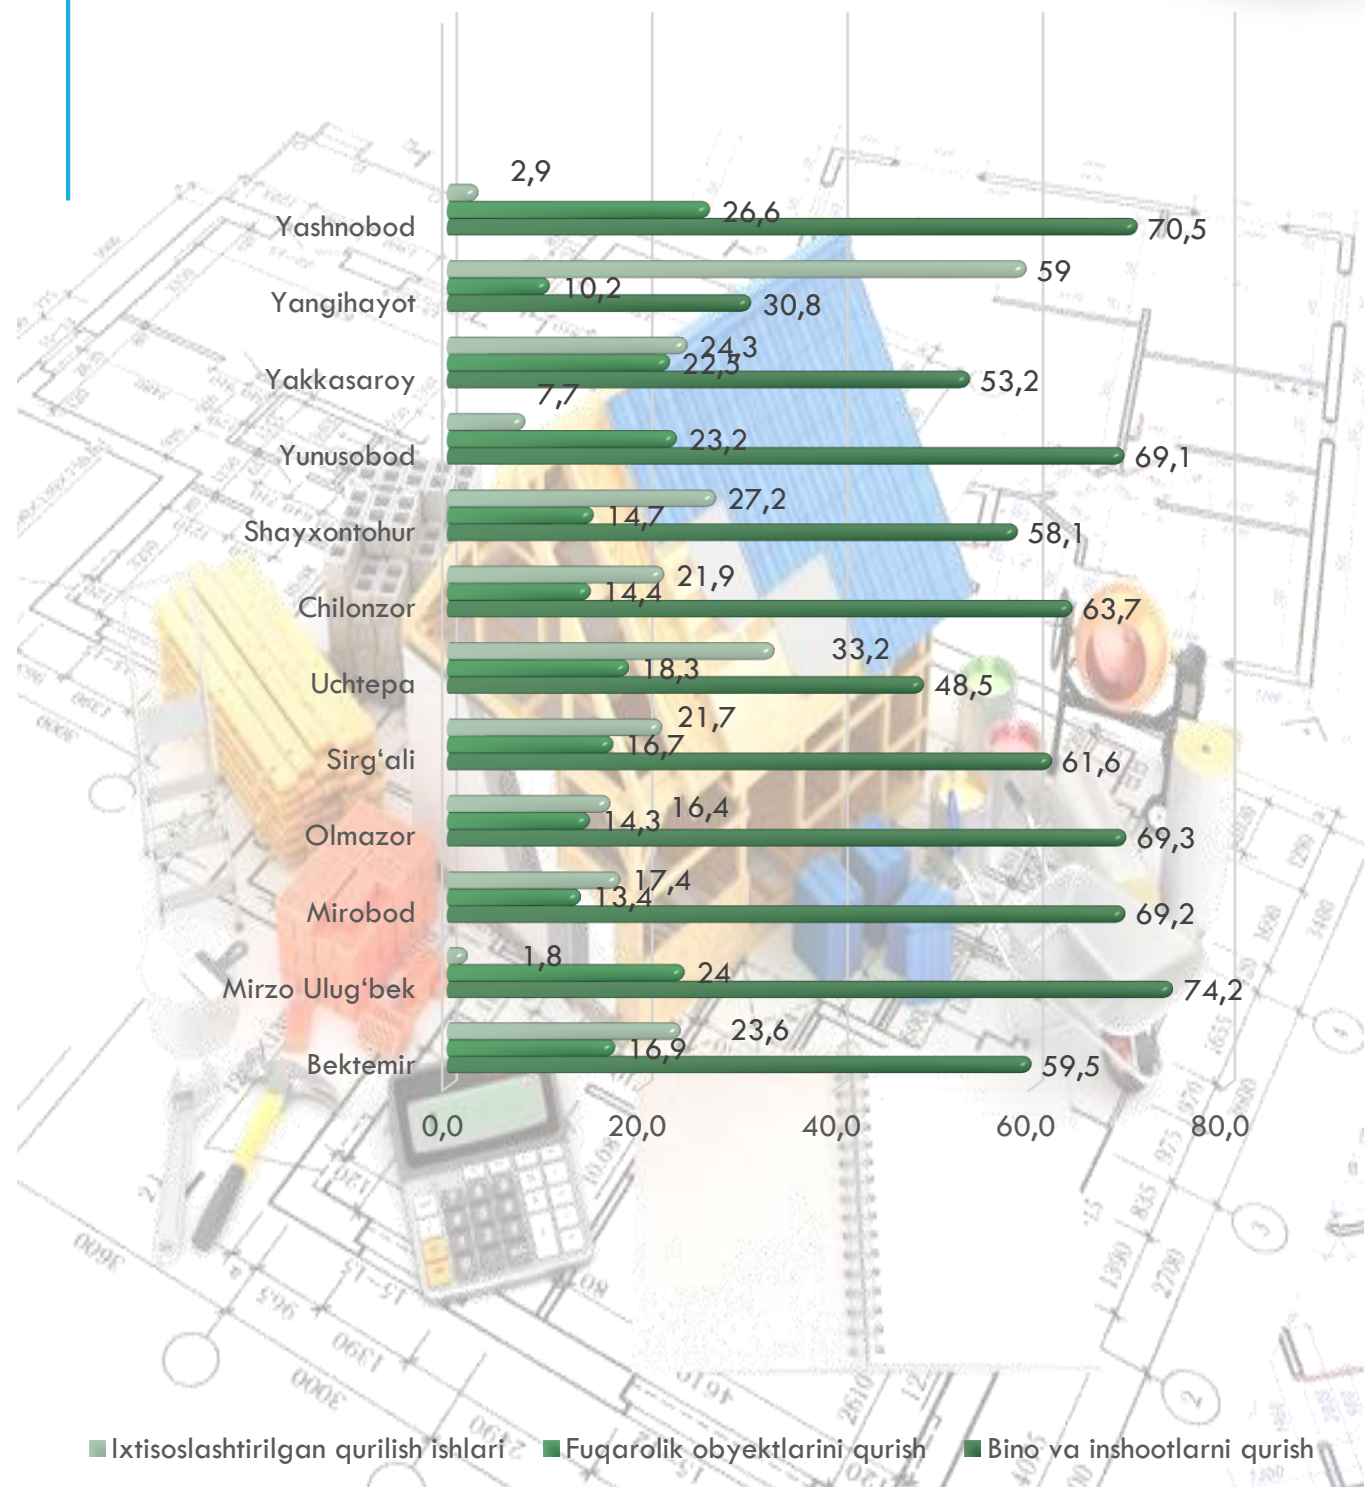 2,9
26,6
Yashnobod 70,5
59
10,2
Yangihayot 30,8
24,3
22,5
Yakkasaroy 53,2
7,7
23,2
Yunusobod 69,1
27,2
14,7
Shayxontohur 58,1
21,9
14,4
Chilonzor 63,7
33,2
18,3
Uchtepa 48,5
21,7
16,7
Sirg‘ali 61,6
16,4
14,3
Olmazor 69,3
17,4
13,4
Mirobod 69,2
1,8
24
Mirzo Ulug‘bek 74,2
23,6
16,9
Bektemir 59,5
0,0 20,0 40,0 60,0 80,0
Ixtisoslashtirilgan qurilish ishlari Fuqarolik obyektlarini qurish Bino va inshootlarni qurish